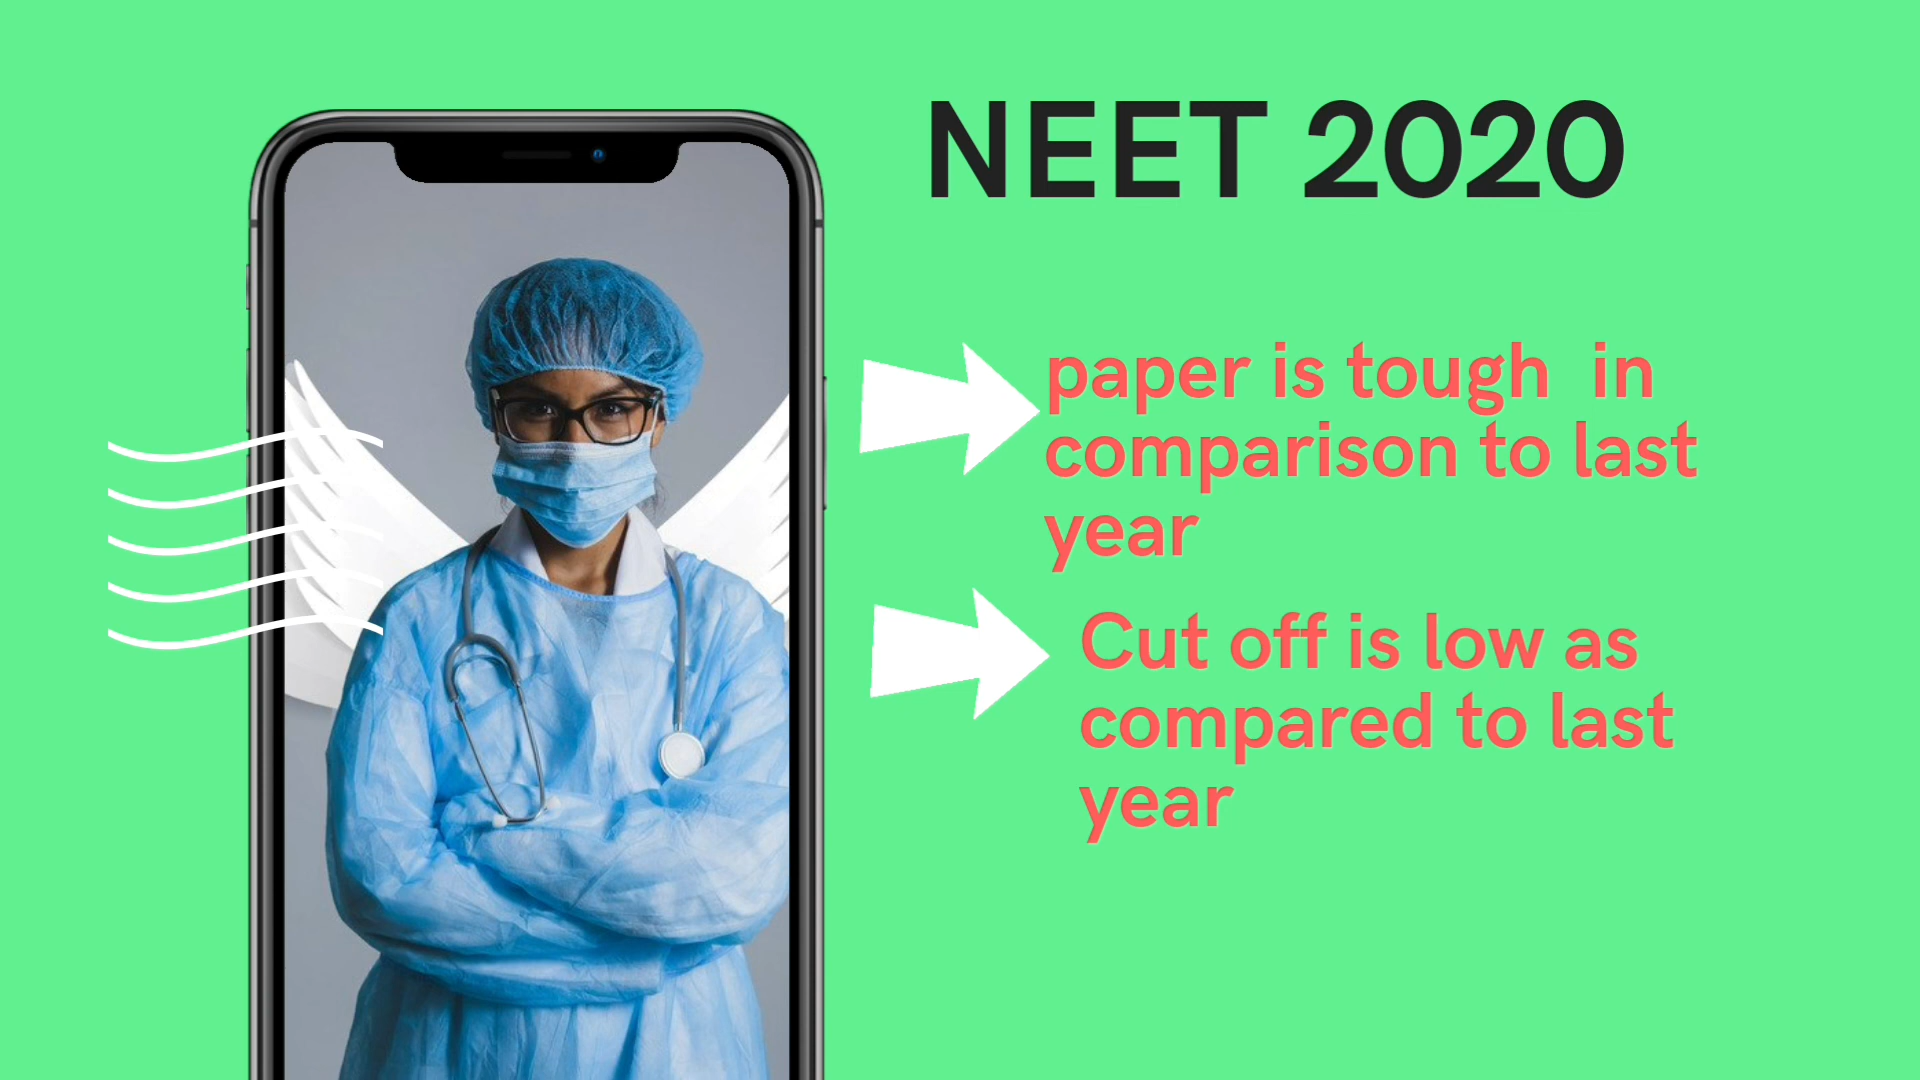 NEET 2020
paper is tough  in
comparison to last
year
Cut off is low as
compared to last
year